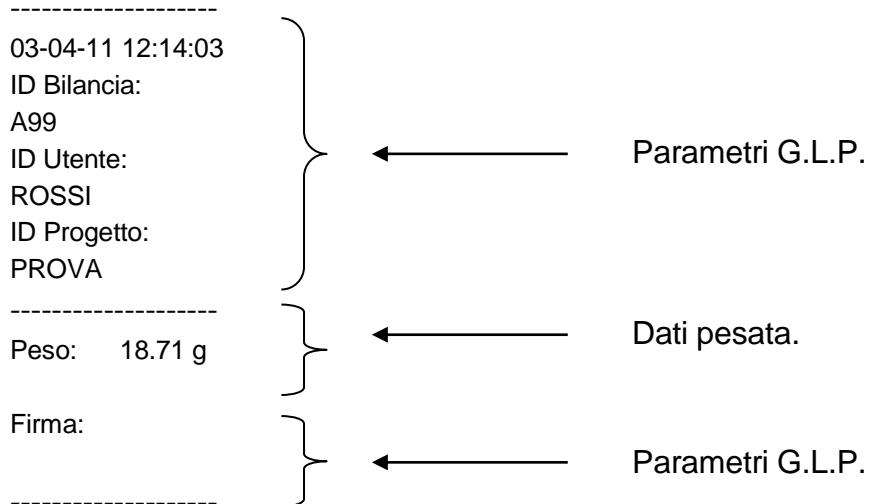 --------------------
03-04-11 12:14:03
ID Bilancia:
A99
ID Utente:
ROSSI
ID Progetto:
PROVA
Parametri G.L.P.
--------------------
Peso: 18.71 g
Dati pesata.
Firma:
Parametri G.L.P.
--------------------